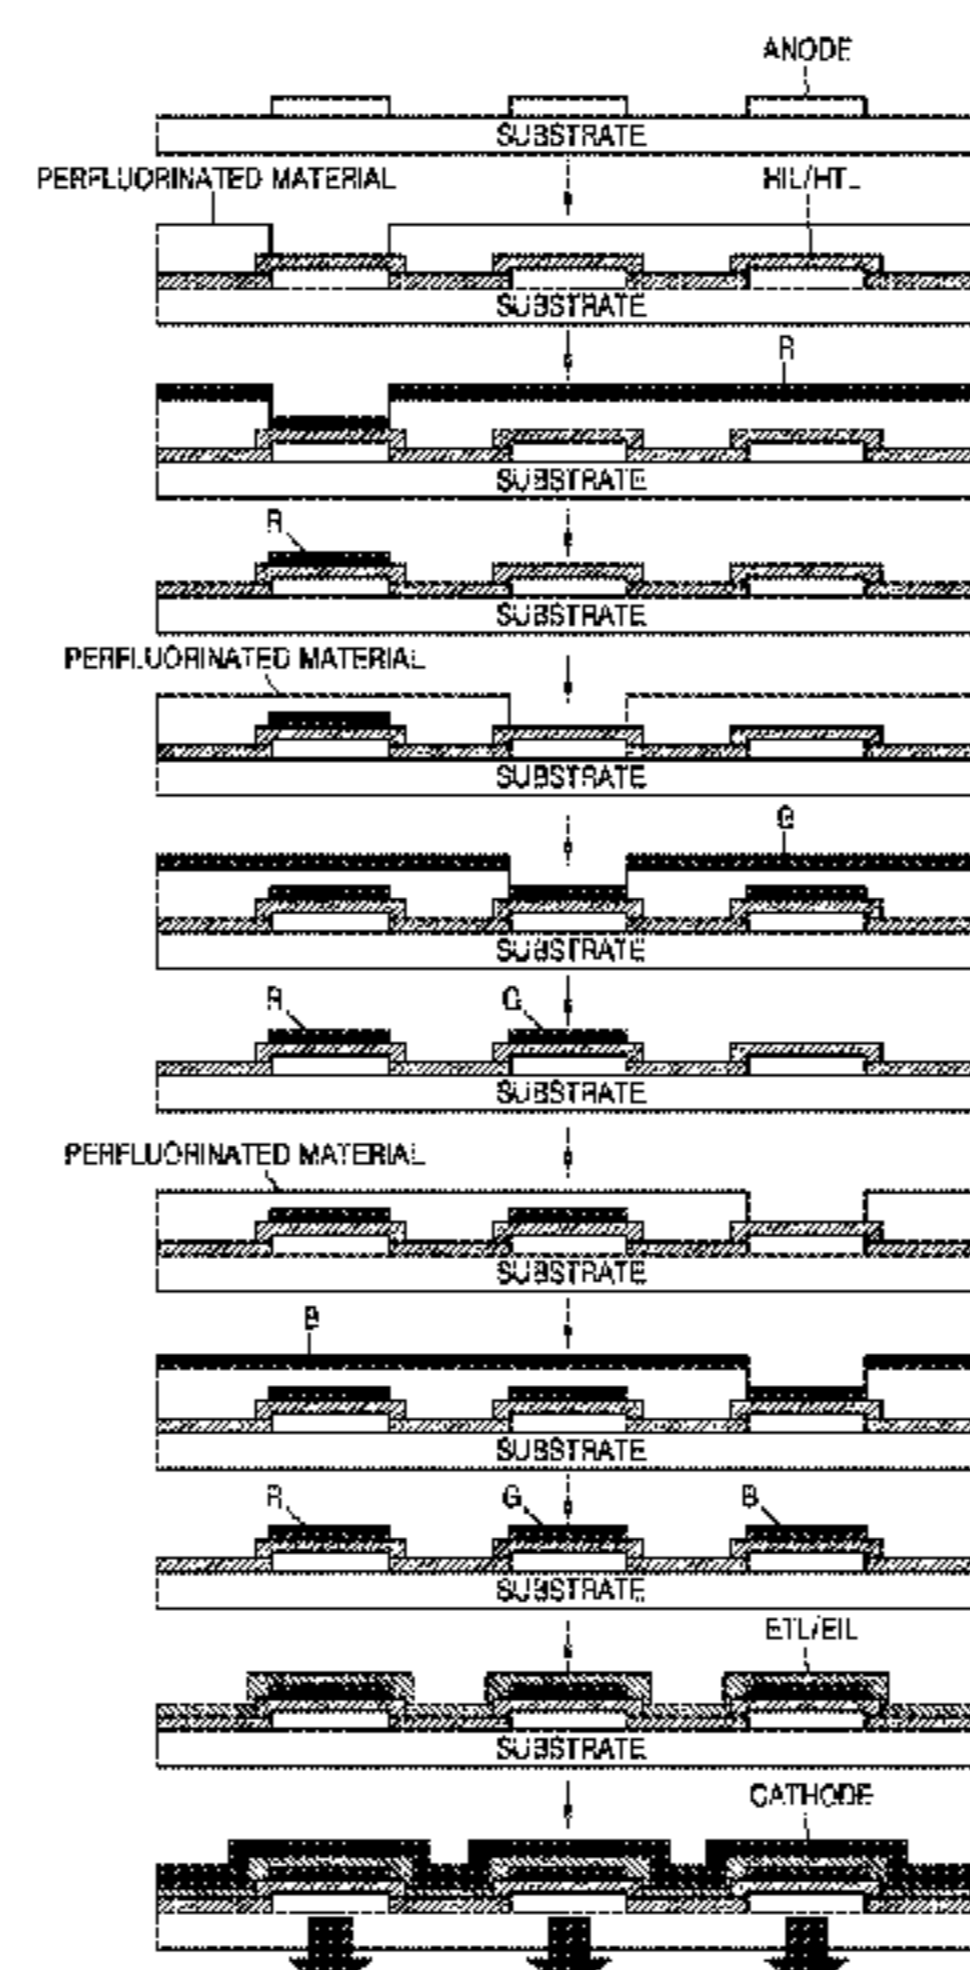 ANODE
SUBSTRATE
PERFLUORINATED MATERIAL
HIL/HTL
SUBSTRATE
R
SUBSTRATE
R
SUBSTRATE
PERFLUORINATED MATERIAL
SUBSTRATE
G
SUBSTRATE
R
G
SUBSTRATE
PERFLUORINATED MATERIAL
SUBSTRATE
B
SUBSTRATE
R
G
B
SUBSTRATE
ETL/EIL
SUBSTRATE
CATHODE